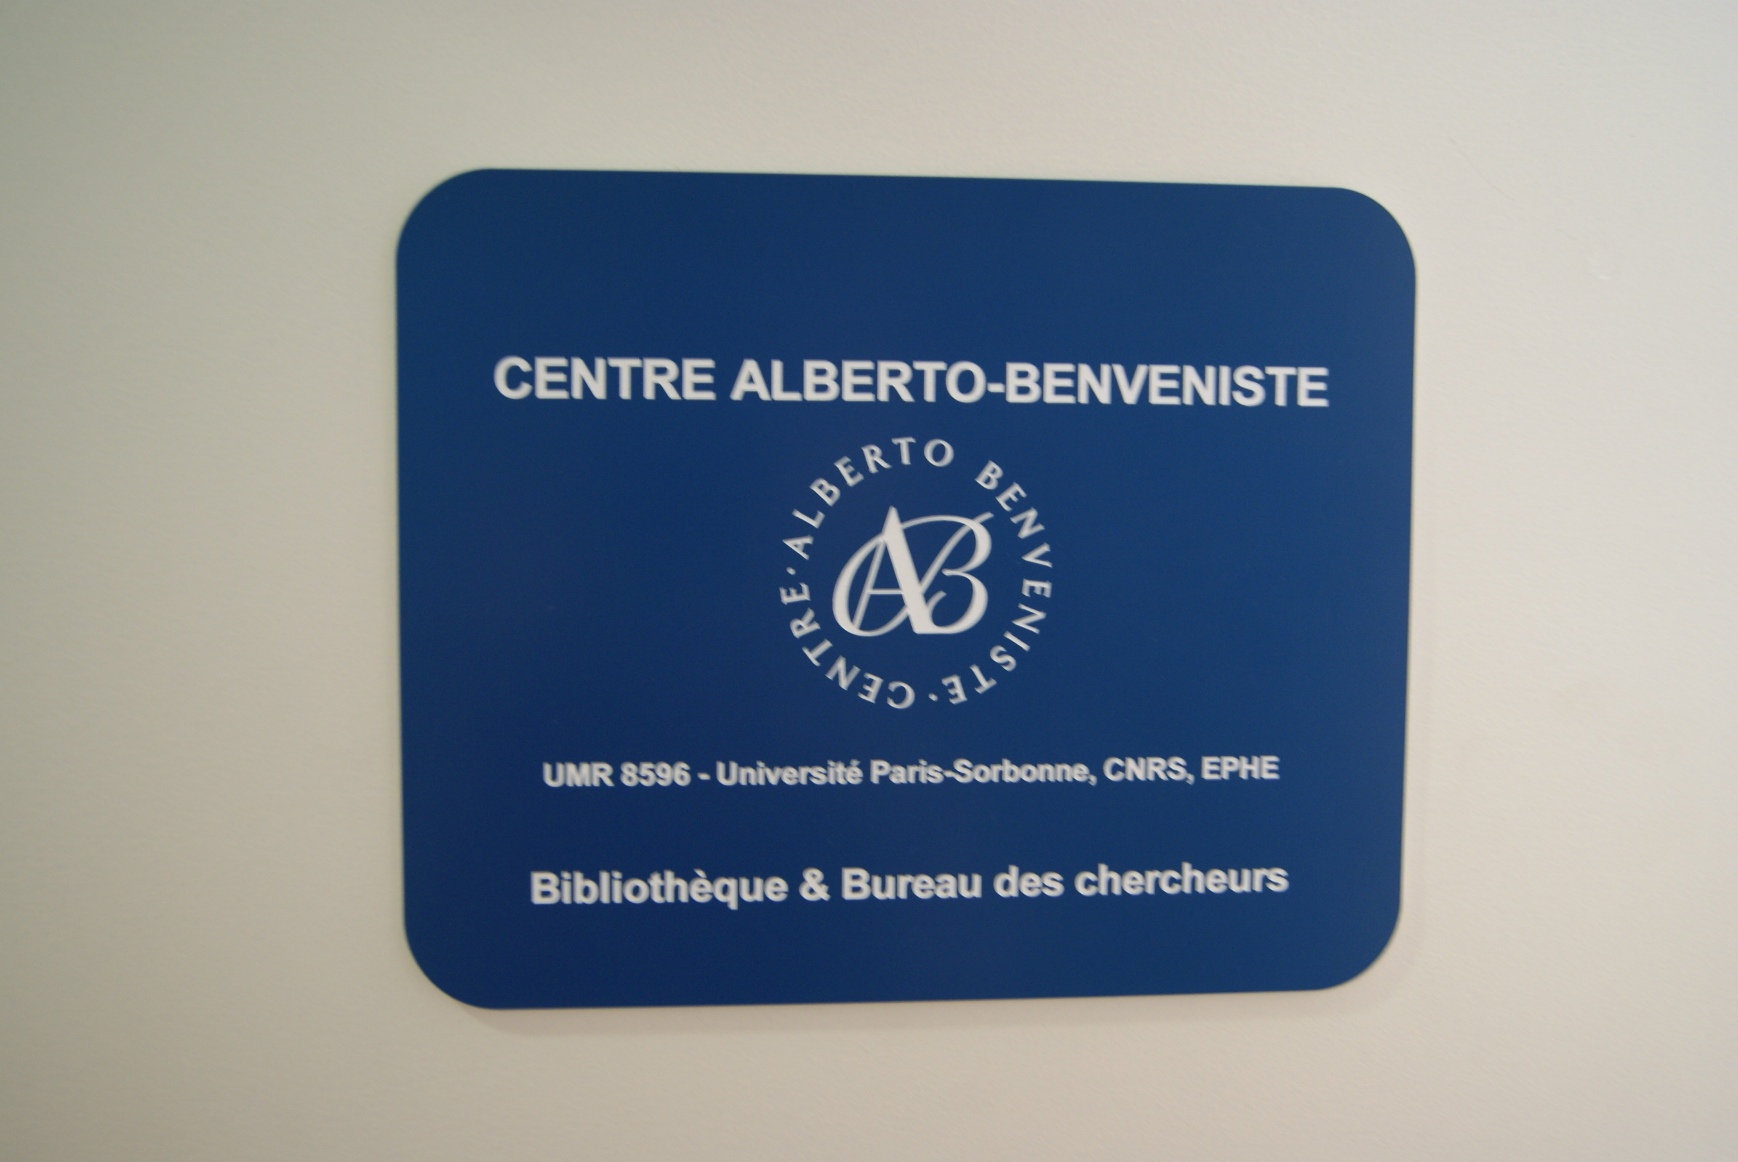 CENTRE ALBERTO-BENVENISTE
CENTRE · ALBERTO BENVENISTE ·
AB
UMR 8596 - Université Paris-Sorbonne, CNRS, EPHE
Bibliothèque & Bureau des chercheurs